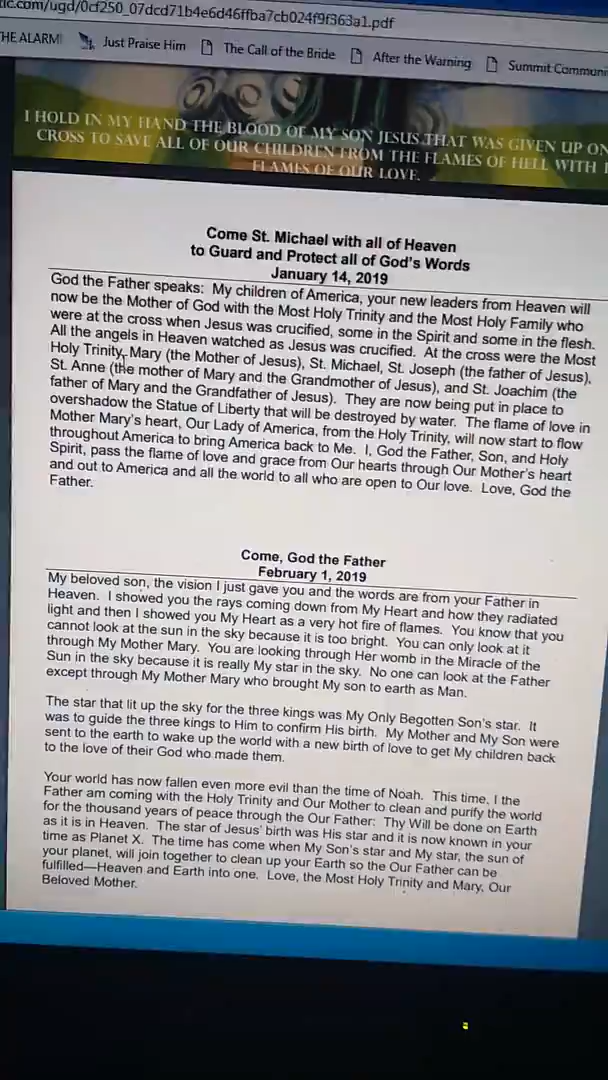 ic.com/ugd/0cf250_07dcd71b4e6d46ffba7cb024f9f363a1.pdf
HE ALARM! Just Praise Him The Call of the Bride After the Warning Summit Commun
I HOLD IN MY HAND THE BLOOD OF MY SON JESUS THAT WAS GIVEN UP ON
CROSS TO SAVE ALL OF OUR CHILDREN FROM THE FLAMES OF HELL WITH
FLAMES OF OUR LOVE.
Come St. Michael with all of Heaven
to Guard and Protect all of God's Words
January 14, 2019
God the Father speaks: My children of America, your new leaders from Heaven will
now be the Mother of God with the Most Holy Trinity and the Most Holy Family who
were at the cross when Jesus was crucified, some in the Spirit and some in the flesh.
All the angels in Heaven watched as Jesus was crucified. At the cross were the Most
Holy Trinity, Mary (the Mother of Jesus), St. Michael, St. Joseph (the father of Jesus),
St. Anne (the mother of Mary and the Grandmother of Jesus), and St. Joachim (the
father of Mary and the Grandfather of Jesus). They are now being put in place to
overshadow the Statue of Liberty that will be destroyed by water. The flame of love in
Mother Mary's heart, Our Lady of America, from the Holy Trinity, will now start to flow
throughout America to bring America back to Me. I, God the Father, Son, and Holy
Spirit, pass the flame of love and grace from Our hearts through Our Mother's heart
and out to America and all the world to all who are open to Our love. Love, God the
Father.
Come, God the Father
February 1, 2019
My beloved son, the vision I just gave you and the words are from your Father in
Heaven. I showed you the rays coming down from My Heart and how they radiated
light and then I showed you My Heart as a very hot fire of flames. You know that you
cannot look at the sun in the sky because it is too bright. You can only look at it
through My Mother Mary. You are looking through Her womb in the Miracle of the
Sun in the sky because it is really My star in the sky. No one can look at the Father
except through My Mother Mary who brought My son to earth as Man.
The star that lit up the sky for the three kings was My Only Begotten Son's star. It
was to guide the three kings to Him to confirm His birth. My Mother and My Son were
sent to the earth to wake up the world with a new birth of love to get My children back
to the love of their God who made them.
Your world has now fallen even more evil than the time of Noah. This time, I the
Father am coming with the Holy Trinity and Our Mother to clean and purify the world
for the thousand years of peace through the Our Father: Thy Will be done on Earth
as it is in Heaven. The star of Jesus' birth was His star and it is now known in your
time as Planet X. The time has come when My Son's star and My star, the sun of
your planet, will join together to clean up your Earth so the Our Father can be
fulfilled—Heaven and Earth into one. Love, the Most Holy Trinity and Mary, Our
Beloved Mother.